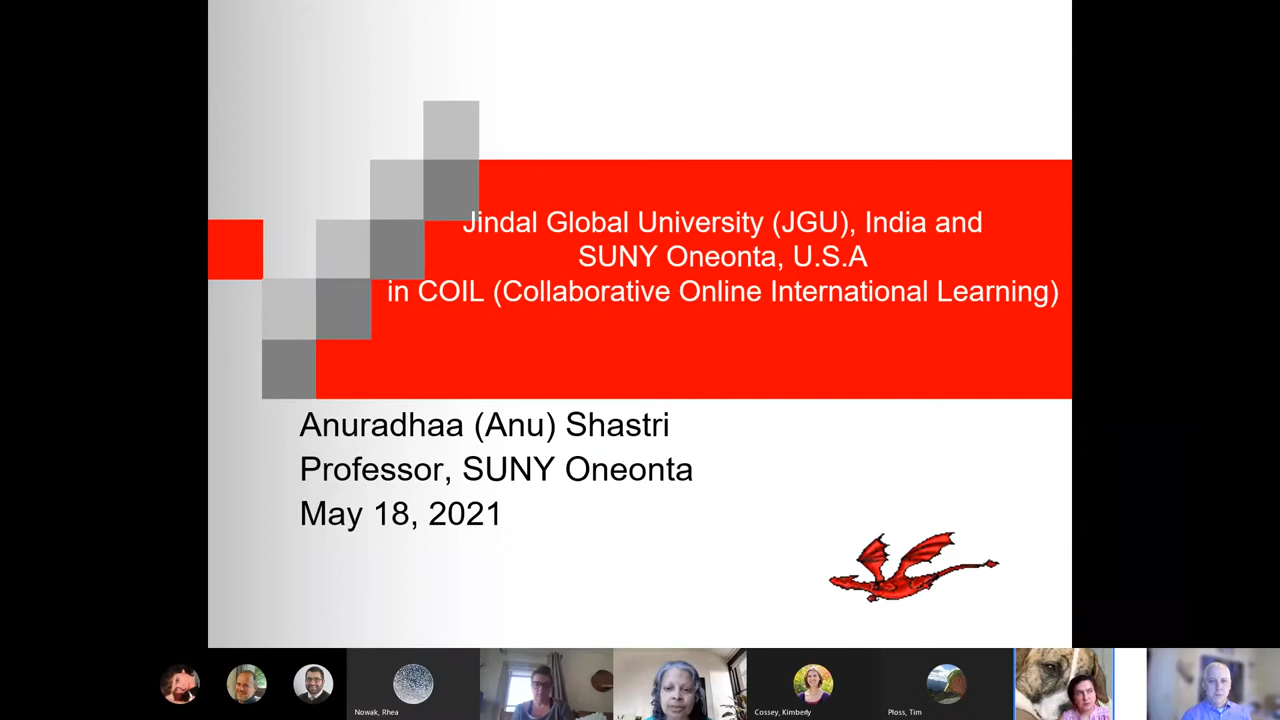 Jindal Global University (JGU), India and
SUNY Oneonta, U.S.A
in COIL (Collaborative Online International Learning)
Anuradhaa (Anu) Shastri
Professor, SUNY Oneonta
May 18, 2021
Nowak, Rhea
Cossey, Kimberly
Ploss, Tim